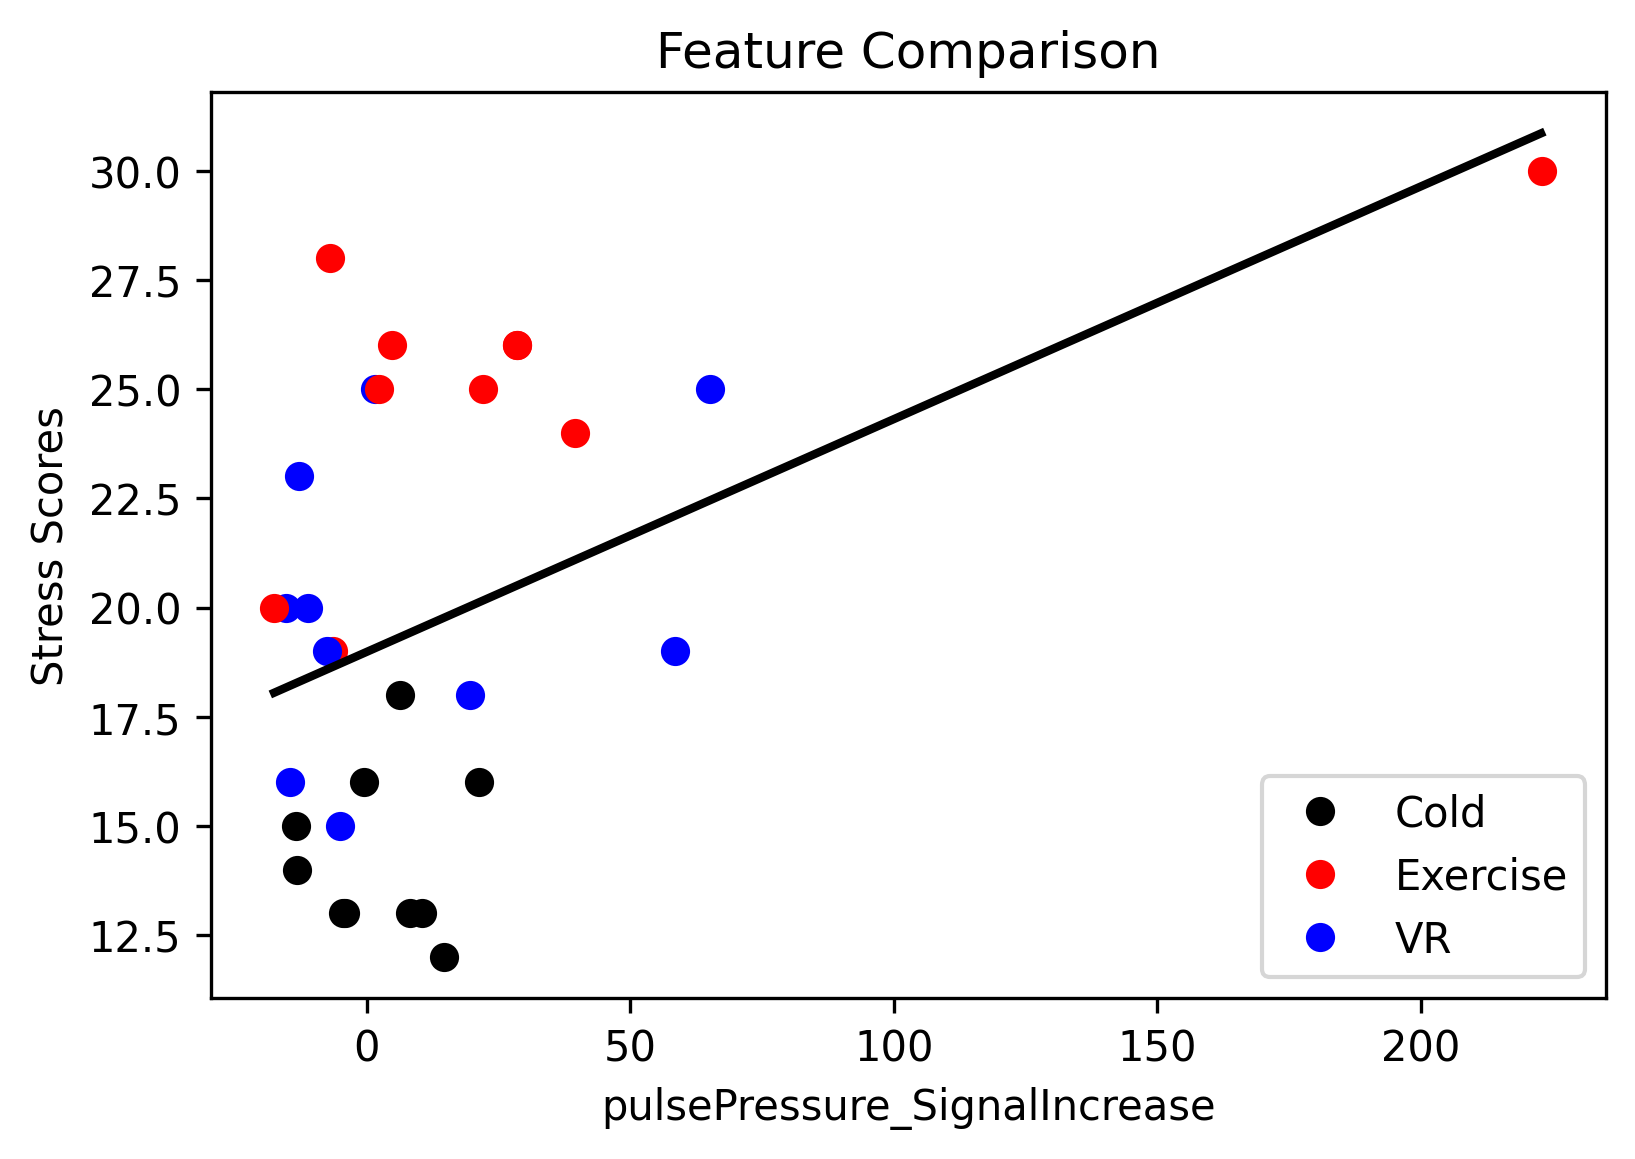 Feature Comparison
Stress Scores
30.0
27.5
25.0
22.5
20.0
17.5
15.0
12.5
Cold
Exercise
VR
0 50 100 150 200
pulsePressure_SignalIncrease